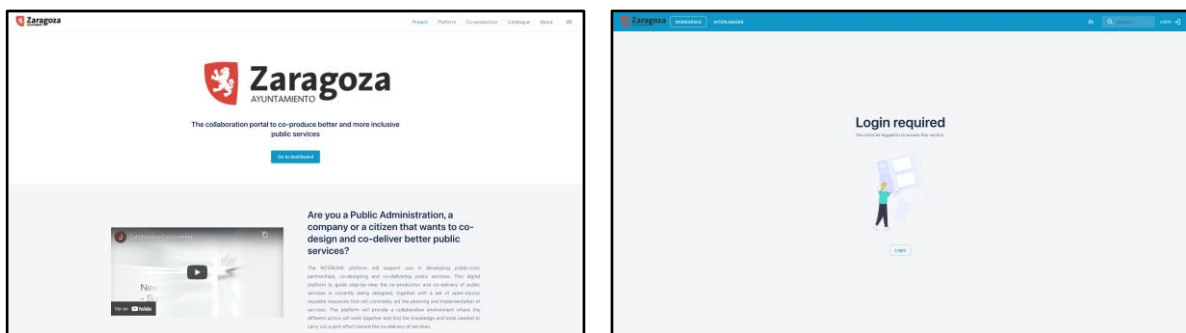 Zaragoza
AYUNTAMIENTO
Project Platform Co-production Catalogue About
Zaragoza
AYUNTAMIENTO
The collaboration portal to co-produce better and more inclusive
public services
Go to dashboard
Are you a Public Administration, a
company or a citizen that wants to co-
design and co-deliver better public
services?
J Collaborative Environment
New
Ver en YouTube
The INTERLINK platform will support you in developing public-civic
partnerships, co-designing and co-delivering public services. This digital
platform to guide step-by-step the co-production and co-delivery of public
services is currently being designed, together with a set of open-source
reusable resources that will concretely aid the planning and implementation of
services. The platform will provide a collaborative environment where the
different actors will work together and find the knowledge and tools needed to
carry out a joint effort toward the co-delivery of services.
Zaragoza WORKSPACE INTERLINKERS
Search LOGIN
Login required
You must be logged in to access this section.
Login